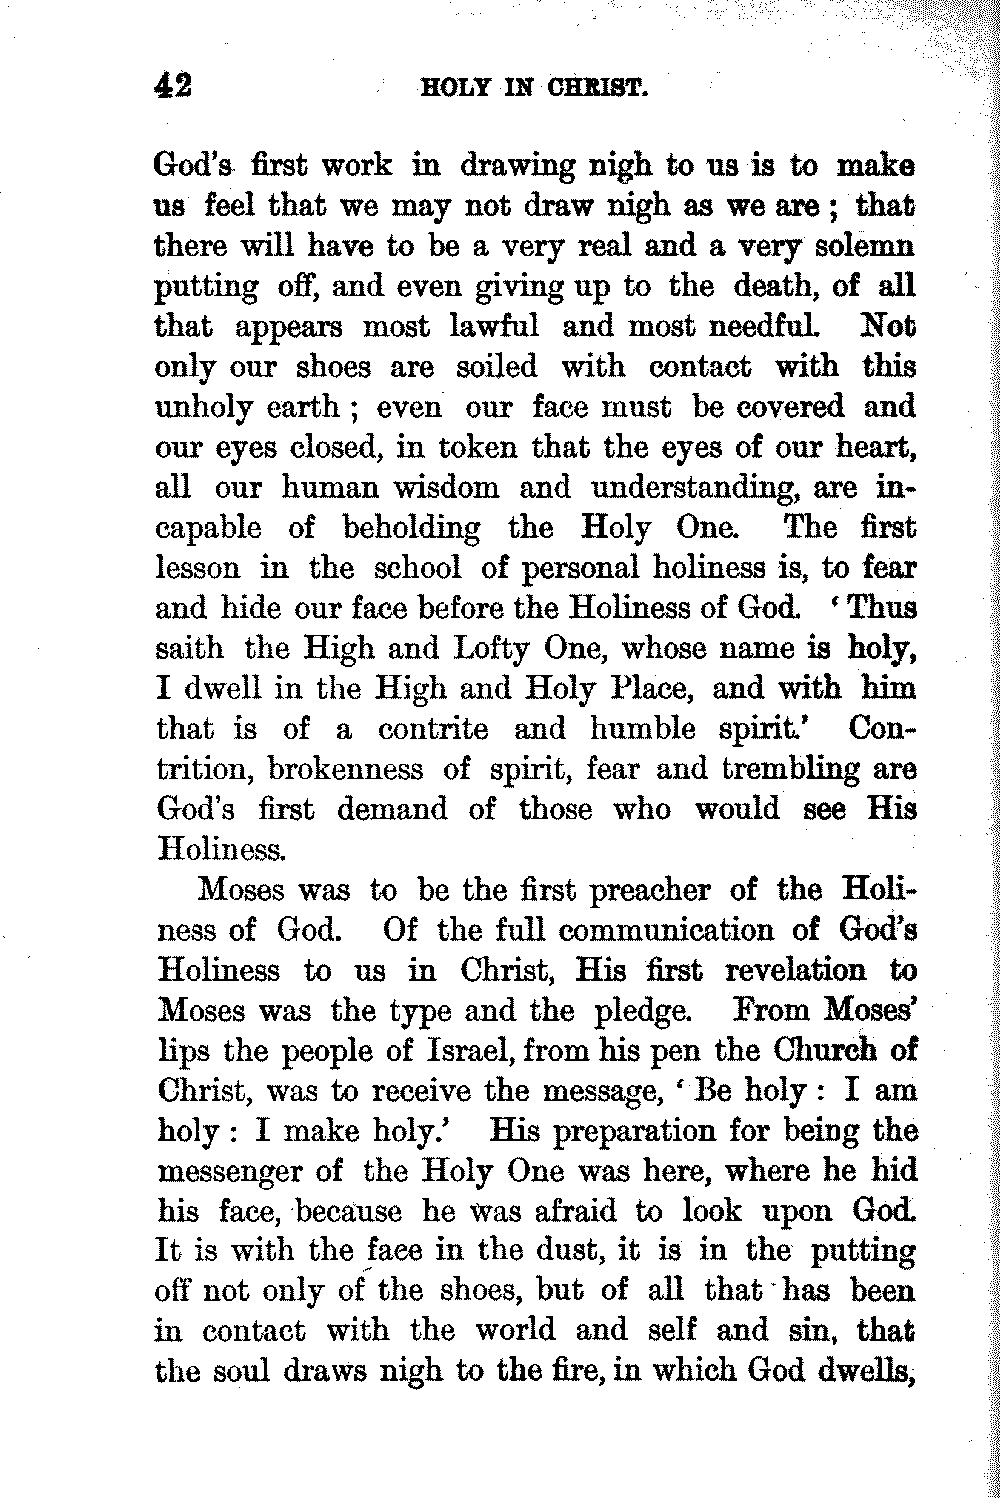 42 HOLY IN CHRIST.
God's first work in drawing nigh to us is to make
us feel that we may not draw nigh as we are ; that
there will have to be a very real and a very solemn
putting off, and even giving up to the death, of all
that appears most lawful and most needful. Not
only our shoes are soiled with contact with this
unholy earth ; even our face must be covered and
our eyes closed, in token that the eyes of our heart,
all our human wisdom and understanding, are in-
capable of beholding the Holy One. The first
lesson in the school of personal holiness is, to fear
and hide our face before the Holiness of God. ‘ Thus
saith the High and Lofty One, whose name is holy,
I dwell in the High and Holy Place, and with him
that is of a contrite and humble spirit.’ Con-
trition, brokenness of spirit, fear and trembling are
God's first demand of those who would see His
Holiness.
Moses was to be the first preacher of the Holi-
ness of God. Of the full communication of God's
Holiness to us in Christ, His first revelation to
Moses was the type and the pledge. From Moses'
lips the people of Israel, from his pen the Church of
Christ, was to receive the message, ‘ Be holy : I am
holy : I make holy.’ His preparation for being the
messenger of the Holy One was here, where he hid
his face, because he was afraid to look upon God.
It is with the face in the dust, it is in the putting
off not only of the shoes, but of all that has been
in contact with the world and self and sin, that
the soul draws nigh to the fire, in which God dwells,